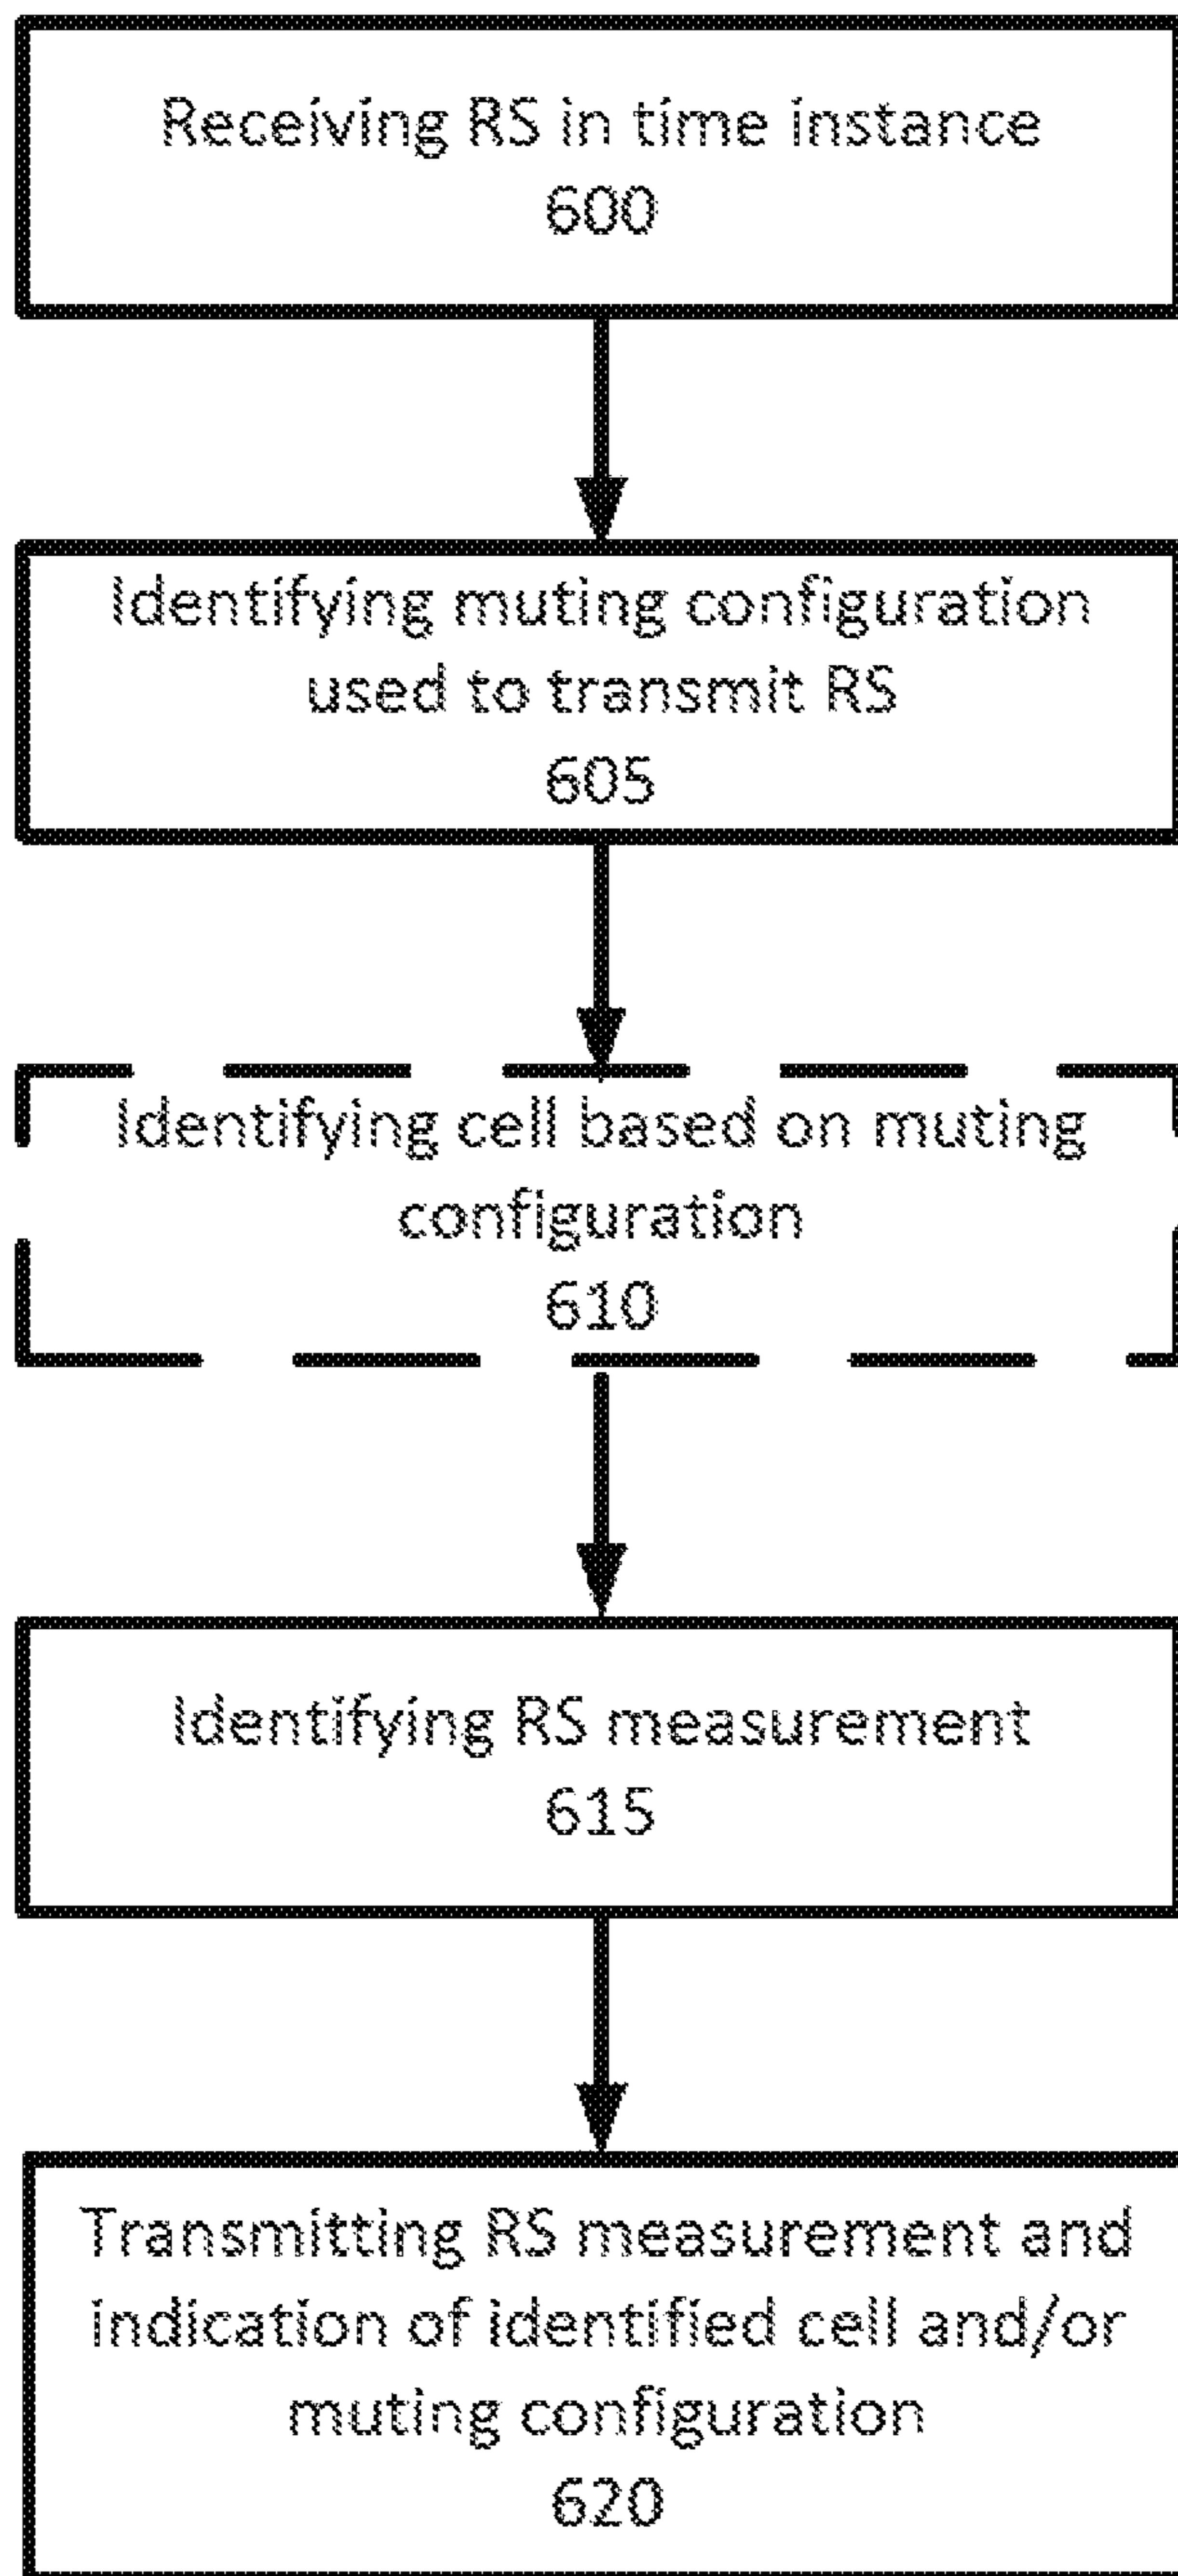 Receiving RS in time instance
600
Identifying muting configuration
used to transmit RS
605
Identifying cell based on muting
configuration
610
Identifying RS measurement
615
Transmitting RS measurement and
indication of identified cell and/or
muting configuration
620